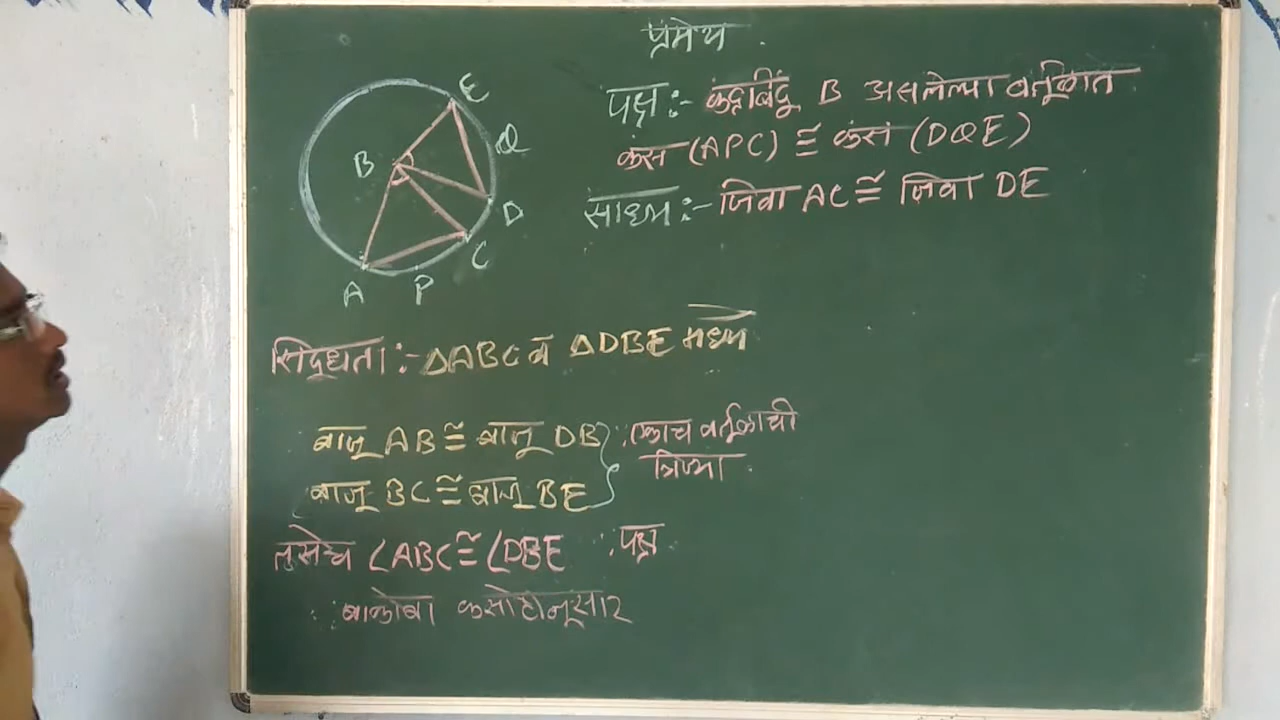 प्रमेय .
पक्ष :- केंद्रबिंदू B असलेल्या वर्तूळात
कंस (APC) ≅ कंस (DQE)
साध्य :- जिवा AC ≅ जिवा DE
E
Q
B
D
C
A P
सिद्धता :- △ABC व △DBE मध्ये
बाजू AB ≅ बाजू DB } ∴ एकाच वर्तूळाची
त्रिज्या
बाजू BC ≅ बाजू BE
तसेच ∠ABC ≅ ∠DBE ∴ पक्ष
∴ बाकोबा कसोटीनूसार